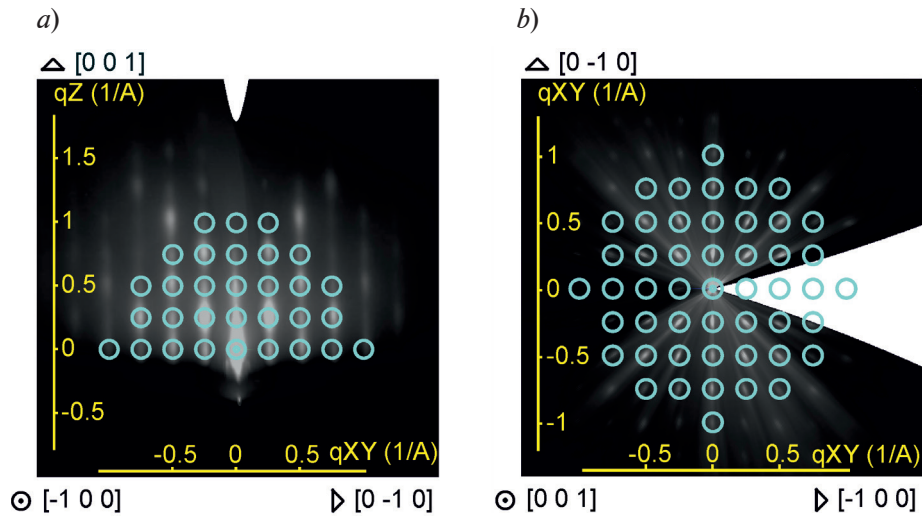 a)
b)
[0 0 1]
qZ (1/A)
1.5
1
0.5
0
-0.5
-0.5 0 0.5 qXY (1/A)
[-1 0 0]
[0 -1 0]
[0 -1 0]
qXY (1/A)
1
0.5
0
-0.5
-1
-0.5 0 0.5 qXY (1/A)
[0 0 1]
[-1 0 0]